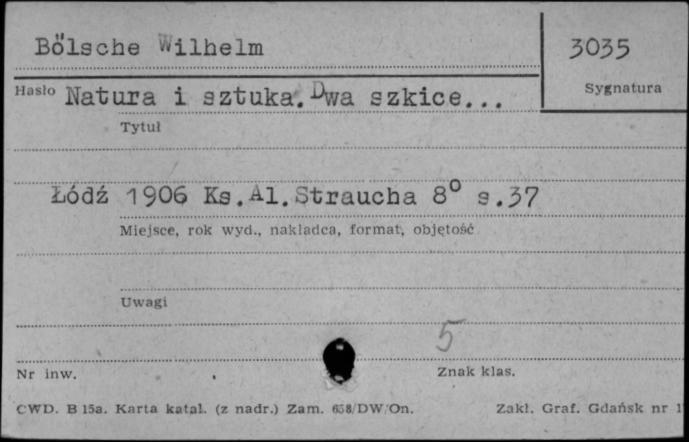 Bölsche Wilhelm
3035
Hasło Natura i sztuka. Dwa szkice...
Sygnatura
Tytuł
Łódź 1906 Ks.Al.Straucha 8° s.37
Miejsce, rok wyd., nakładca, format, objętość
Uwagi
5
Nr inw.
Znak klas.
CWD. B 15a. Karta katal. (z nadr.) Zam. 658/DW/On.
Zakł. Graf. Gdańsk nr